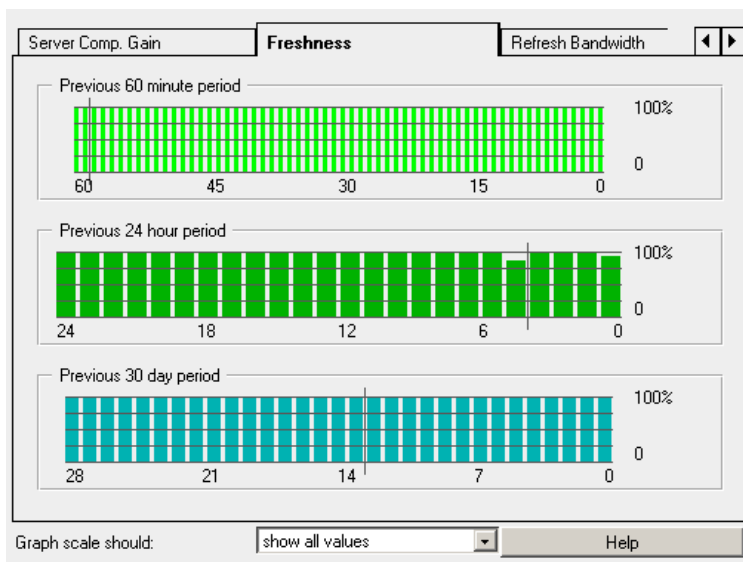 Server Comp. Gain Freshness Refresh Bandwidth
Previous 60 minute period
100%
0
60 45 30 15 0
Previous 24 hour period
100%
0
24 18 12 6 0
Previous 30 day period
100%
0
28 21 14 7 0
Graph scale should: show all values Help